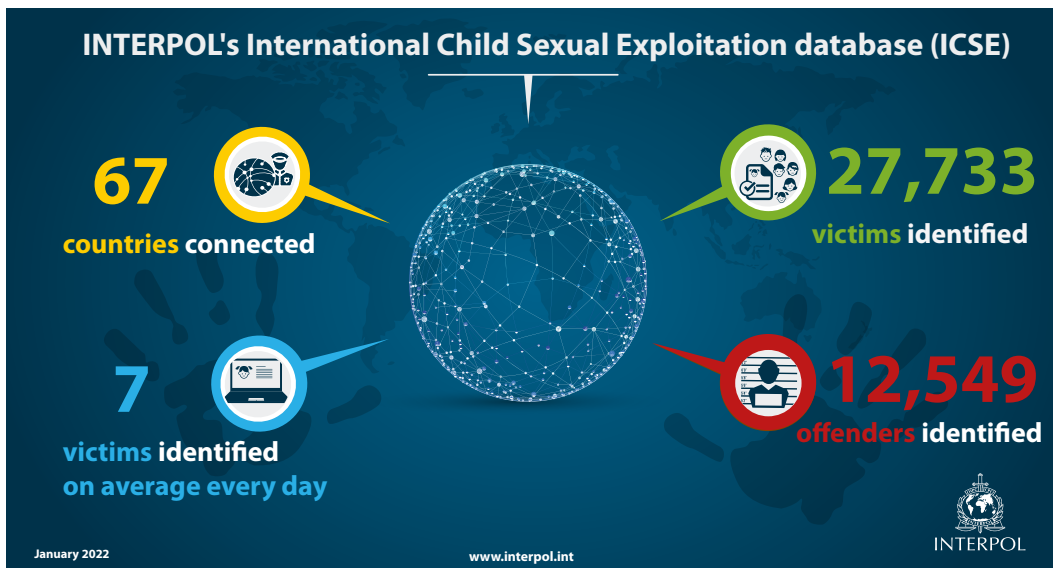 INTERPOL's International Child Sexual Exploitation database (ICSE)
67
countries connected
27,733
victims identified
7
victims identified
on average every day
12,549
offenders identified
January 2022
www.interpol.int
INTERPOL